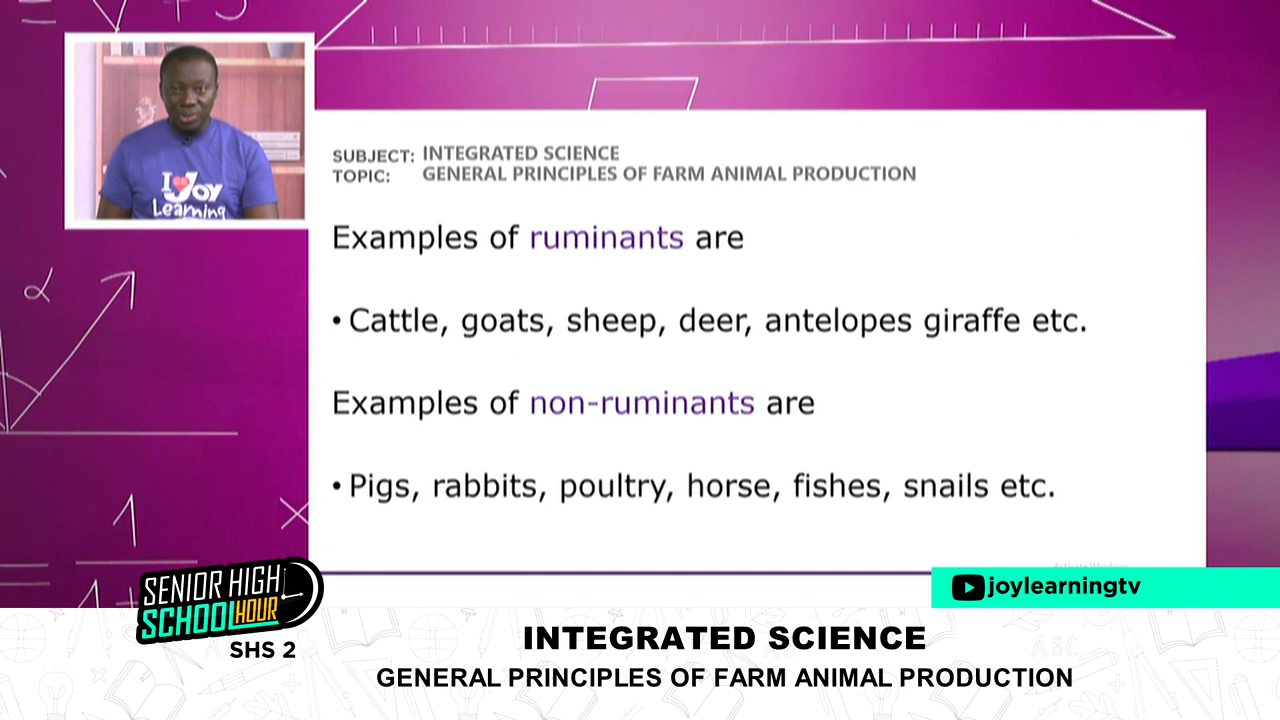 I ❤ Joy
Learning
SUBJECT: INTEGRATED SCIENCE
TOPIC: GENERAL PRINCIPLES OF FARM ANIMAL PRODUCTION
Examples of ruminants are
• Cattle, goats, sheep, deer, antelopes giraffe etc.
Examples of non-ruminants are
• Pigs, rabbits, poultry, horse, fishes, snails etc.
α
1
SENIOR HIGH
SCHOOL HOUR
SHS 2
joylearningtv
INTEGRATED SCIENCE
GENERAL PRINCIPLES OF FARM ANIMAL PRODUCTION
ABC